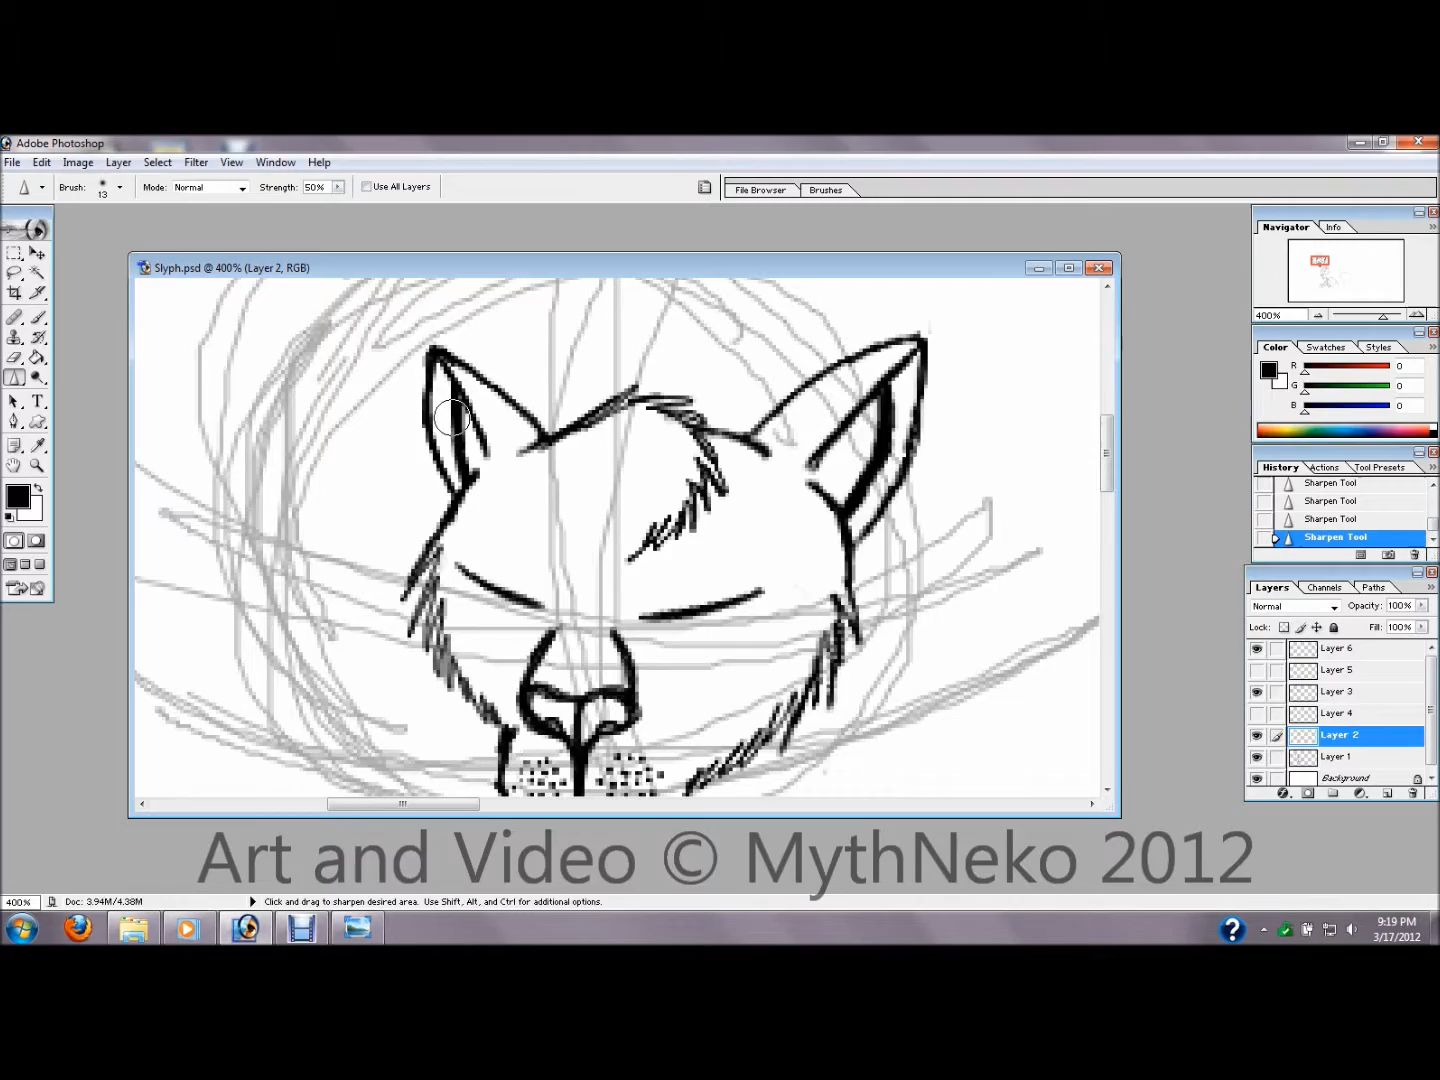 Adobe Photoshop
File Edit Image Layer Select Filter View Window Help
Brush: 13 Mode: Normal Strength: 50% Use All Layers File Browser Brushes
Slyph.psd @ 400% (Layer 2, RGB)
Navigator Info
400%
Color Swatches Styles
R 0
G 0
B 0
History Actions Tool Presets
Sharpen Tool
Sharpen Tool
Sharpen Tool
Sharpen Tool
Layers Channels Paths
Normal Opacity: 100%
Lock: Fill: 100%
Layer 6
Layer 5
Layer 3
Layer 4
Layer 2
Layer 1
Background
Art and Video © MythNeko 2012
400% Doc: 3.94M/4.38M Click and drag to sharpen desired area. Use Shift, Alt, and Ctrl for additional options.
9:19 PM
3/17/2012